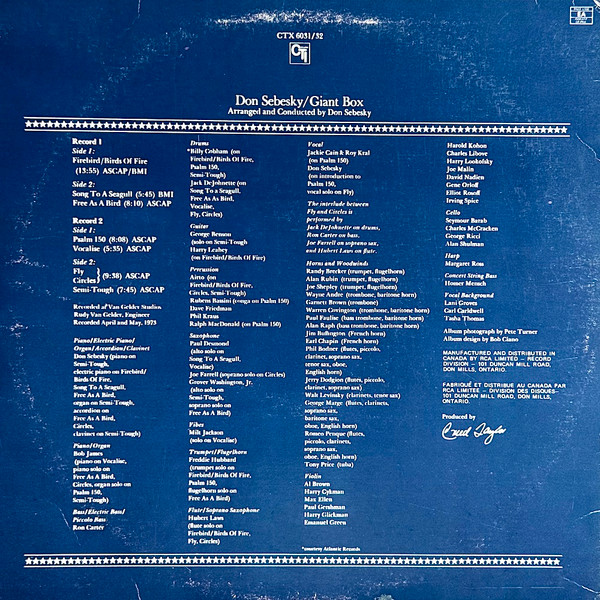 CTX 6031/32
CTi
Don Sebesky/Giant Box
Arranged and Conducted by Don Sebesky
Record 1
Side 1:
Firebird/Birds Of Fire
(13:55) ASCAP/BMI
Side 2:
Song To A Seagull (5:45) BMI
Free As A Bird (8:10) ASCAP
Record 2
Side 1:
Psalm 150 (8:08) ASCAP
Vocalise (5:35) ASCAP
Side 2:
Fly
Circles } (9:38) ASCAP
Semi-Tough (7:45) ASCAP
Recorded at Van Gelder Studios
Rudy Van Gelder, Engineer
Recorded April and May, 1973
Piano/Electric Piano/
Organ/Accordion/Clavinet
Don Sebesky (piano on
Semi-Tough,
electric piano on Firebird/
Birds Of Fire,
Song To A Seagull,
Free As A Bird,
organ on Semi-Tough,
accordion on
Free As A Bird,
Circles,
clavinet on Semi-Tough)
Piano/Organ
Bob James
(piano on Vocalise,
piano solo on
Free As A Bird,
Circles, organ solo on
Psalm 150,
Semi-Tough)
Bass/Electric Bass/
Piccolo Bass
Ron Carter
Drums
*Billy Cobham (on
Firebird/Birds Of Fire,
Psalm 150,
Semi-Tough)
Jack DeJohnette (on
Song To A Seagull,
Free As A Bird,
Vocalise,
Fly, Circles)
Guitar
George Benson
(solo on Semi-Tough
Harry Leahey
(on Firebird/Birds Of Fire)
Percussion
Airto (on
Firebird/Birds Of Fire,
Circles, Semi-Tough)
Rubens Bassini (conga on Psalm 150)
Dave Friedman
Phil Kraus
Ralph MacDonald (on Psalm 150)
Saxophone
Paul Desmond
(alto solo on
Song To A Seagull,
Vocalise)
Joe Farrell (soprano solo on Circles)
Grover Washington, Jr.
(alto solo on
Semi-Tough,
soprano solo on
Free As A Bird)
Vibes
Milt Jackson
(solo on Vocalise)
Trumpet/Flugelhorn
Freddie Hubbard
(trumpet solo on
Firebird/Birds Of Fire,
Psalm 150,
flugelhorn solo on
Free As A Bird)
Flute/Soprano Saxophone
Hubert Laws
(flute solo on
Firebird/Birds Of Fire,
Fly, Circles)
Vocal
Jackie Cain & Roy Kral
(on Psalm 150)
Don Sebesky
(on introduction to
Psalm 150,
vocal solo on Fly)
The interlude between
Fly and Circles is
performed by
Jack DeJohnette on drums,
Ron Carter on bass,
Joe Farrell on soprano sax,
and Hubert Laws on flute.
Horns and Woodwinds
Randy Brecker (trumpet, flugelhorn)
Alan Rubin (trumpet, flugelhorn)
Joe Shepley (trumpet, flugelhorn)
Wayne Andre (trombone, baritone horn)
Garnett Brown (trombone)
Warren Covington (trombone, baritone horn)
Paul Faulise (bass trombone, baritone horn)
Alan Raph (bass trombone, baritone horn)
Jim Buffington (French horn)
Earl Chapin (French horn)
Phil Bodner (flutes, piccolo,
clarinet, soprano sax,
tenor sax, oboe,
English horn)
Jerry Dodgion (flutes, piccolo,
clarinet, soprano sax)
Walt Levinsky (clarinets, tenor sax)
George Marge (flutes, clarinets,
soprano sax,
baritone sax,
oboe, English horn)
Romeo Penque (flutes,
piccolo, clarinets,
soprano sax,
oboe, English horn)
Tony Price (tuba)
Violin
Al Brown
Harry Cykman
Max Ellen
Paul Gershman
Harry Glickman
Emanuel Green
*courtesy Atlantic Records
Harold Kohon
Charles Libove
Harry Lookofsky
Joe Malin
David Nadien
Gene Orloff
Elliot Rosoff
Irving Spice
Cello
Seymour Barab
Charles McCracken
George Ricci
Alan Shulman
Harp
Margaret Ross
Concert String Bass
Homer Mensch
Vocal Background
Lani Groves
Carl Caldwell
Tasha Thomas
Album photograph by Pete Turner
Album design by Bob Ciano
MANUFACTURED AND DISTRIBUTED IN
CANADA BY RCA LIMITED — RECORD
DIVISION — 101 DUNCAN MILL ROAD,
DON MILLS, ONTARIO.
FABRIQUÉ ET DISTRIBUÉ AU CANADA PAR
RCA LIMITÉE — DIVISION DES DISQUES—
101 DUNCAN MILL ROAD, DON MILLS,
ONTARIO.
Produced by
Creed Taylor